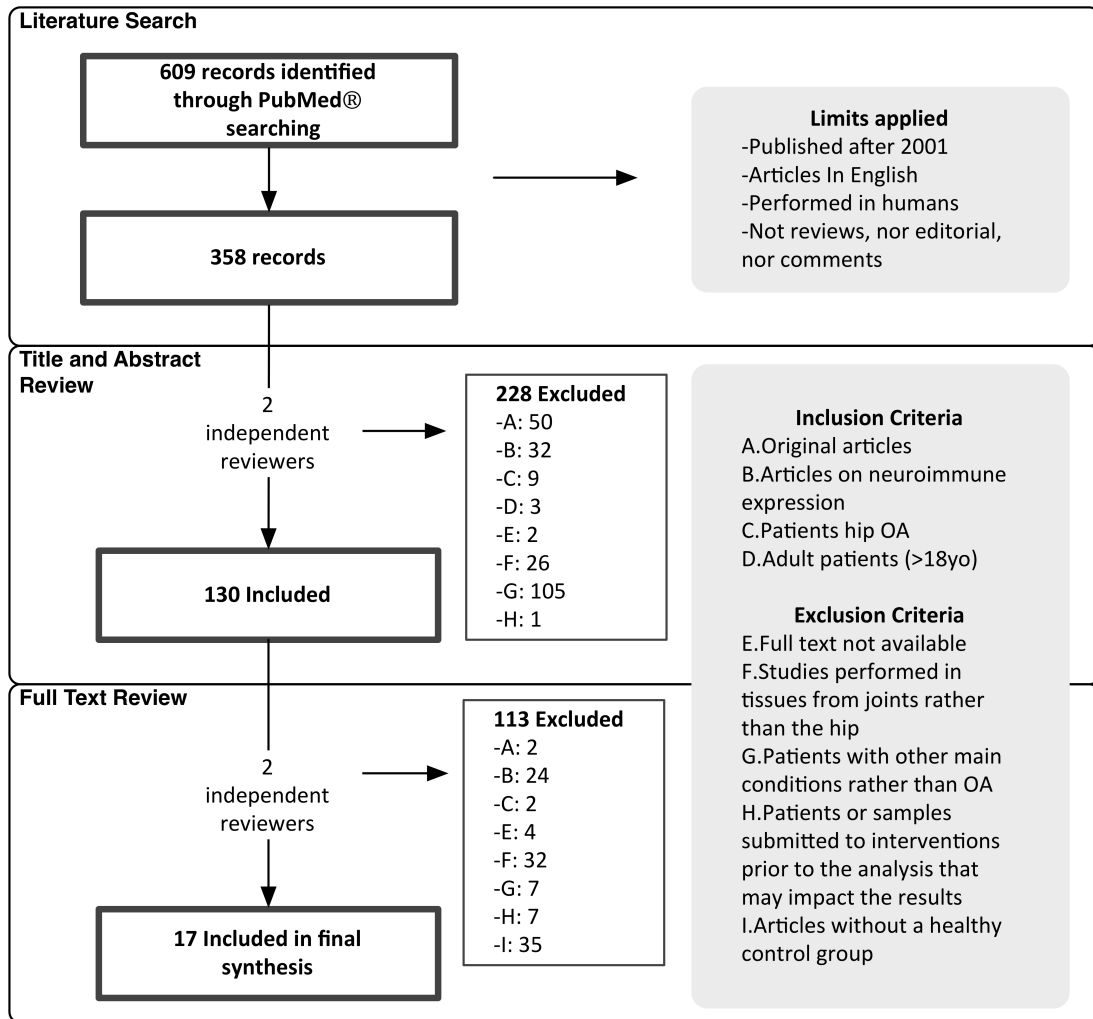 Literature Search
609 records identified
through PubMed®
searching
358 records
Limits applied
-Published after 2001
-Articles In English
-Performed in humans
-Not reviews, nor editorial,
nor comments
Title and Abstract
Review
2
independent
reviewers
228 Excluded
-A: 50
-B: 32
-C: 9
-D: 3
-E: 2
-F: 26
-G: 105
-H: 1
130 Included
Inclusion Criteria
A.Original articles
B.Articles on neuroimmune
expression
C.Patients hip OA
D.Adult patients (>18yo)
Exclusion Criteria
E.Full text not available
F.Studies performed in
tissues from joints rather
than the hip
G.Patients with other main
conditions rather than OA
H.Patients or samples
submitted to interventions
prior to the analysis that
may impact the results
I.Articles without a healthy
control group
Full Text Review
2
independent
reviewers
113 Excluded
-A: 2
-B: 24
-C: 2
-E: 4
-F: 32
-G: 7
-H: 7
-I: 35
17 Included in final
synthesis